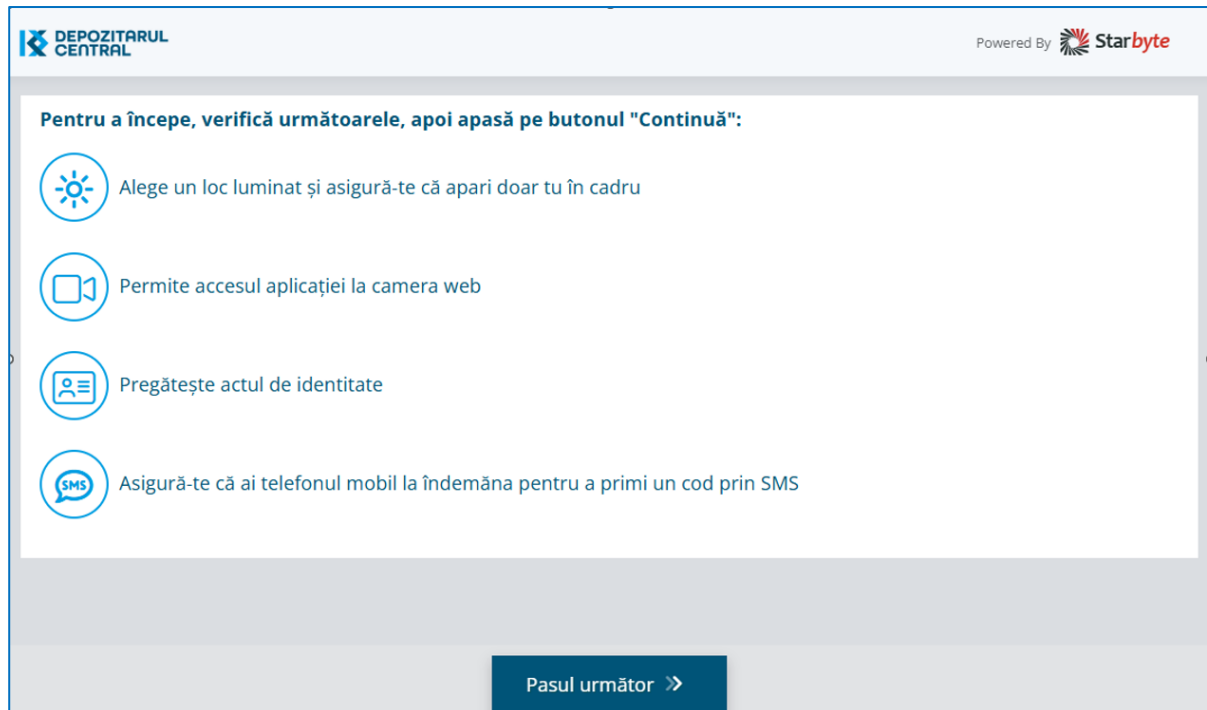 DEPOZITARUL
CENTRAL
Powered By Starbyte
Pentru a începe, verifică următoarele, apoi apasă pe butonul "Continuă":
Alege un loc luminat și asigură-te că apari doar tu în cadru
Permite accesul aplicației la camera web
Pregătește actul de identitate
SMS
Asigură-te că ai telefonul mobil la îndemăna pentru a primi un cod prin SMS
Pasul următor